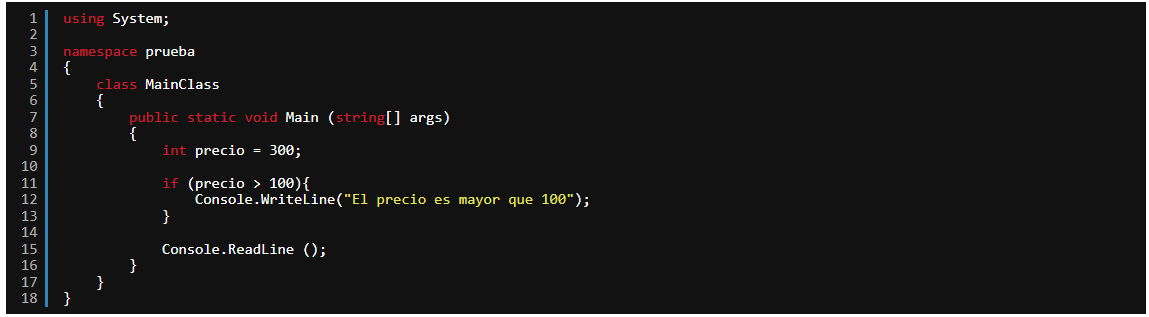 1 using System;
2
3 namespace prueba
4 {
5     class MainClass
6     {
7         public static void Main (string[] args)
8         {
9             int precio = 300;
10
11             if (precio > 100){
12                 Console.WriteLine("El precio es mayor que 100");
13             }
14
15             Console.ReadLine ();
16         }
17     }
18 }